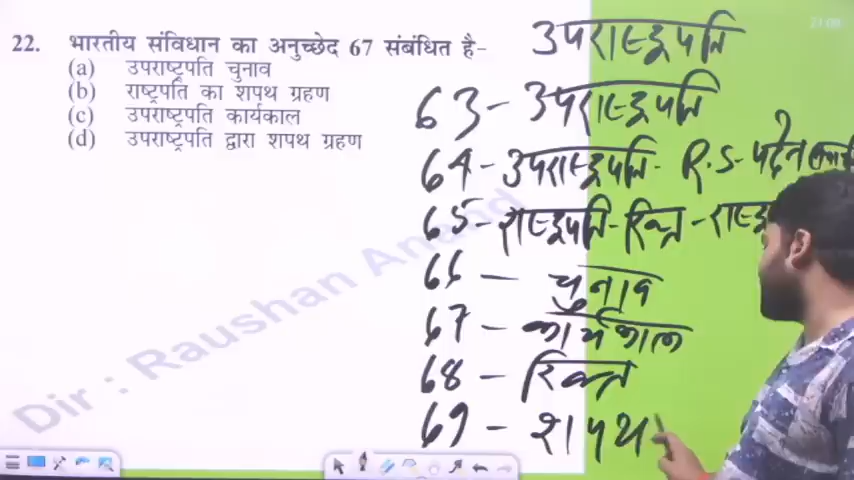 22. भारतीय संविधान का अनुच्छेद 67 संबंधित है-
(a) उपराष्ट्रपति चुनाव
(b) राष्ट्रपति का शपथ ग्रहण
(c) उपराष्ट्रपति कार्यकाल
(d) उपराष्ट्रपति द्वारा शपथ ग्रहण
उपराष्ट्रपति
63 - उपराष्ट्रपति
64 - उपराष्ट्रपति - R.S - पदेन
65 - राष्ट्रपति - रिक्त -
66 - चुनाव
67 - कार्यकाल
68 - रिक्त
69 - शपथ
Dir : Raushan Anand